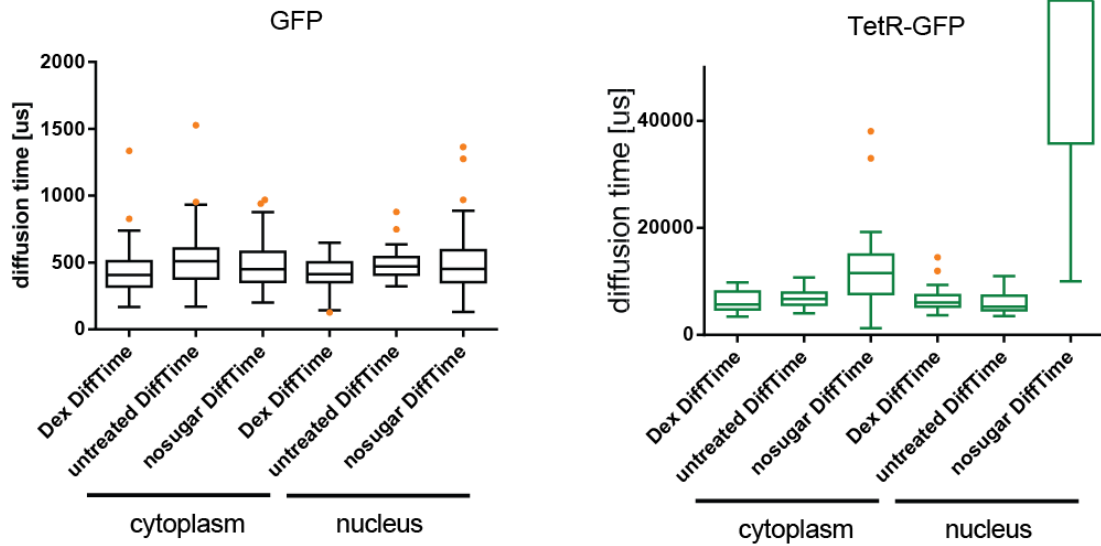 GFP
diffusion time [us]
2000
1500
1000
500
0
Dex DiffTime
untreated DiffTime
nosugar DiffTime
Dex DiffTime
untreated DiffTime
nosugar DiffTime
cytoplasm
nucleus
TetR-GFP
diffusion time [us]
40000
20000
0
Dex DiffTime
untreated DiffTime
nosugar DiffTime
Dex DiffTime
untreated DiffTime
nosugar DiffTime
cytoplasm
nucleus